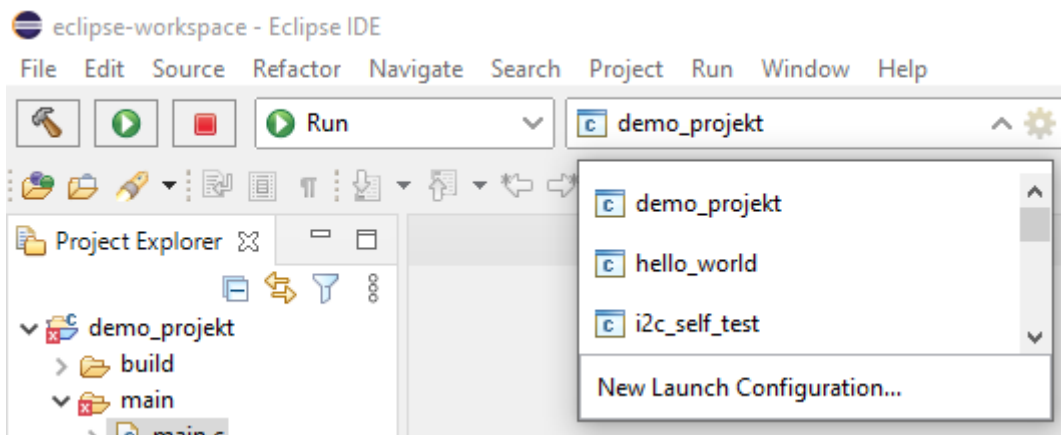 eclipse-workspace - Eclipse IDE
File Edit Source Refactor Navigate Search Project Run Window Help
Run
demo_projekt
demo_projekt
hello_world
i2c_self_test
New Launch Configuration...
Project Explorer
demo_projekt
build
main
main.c